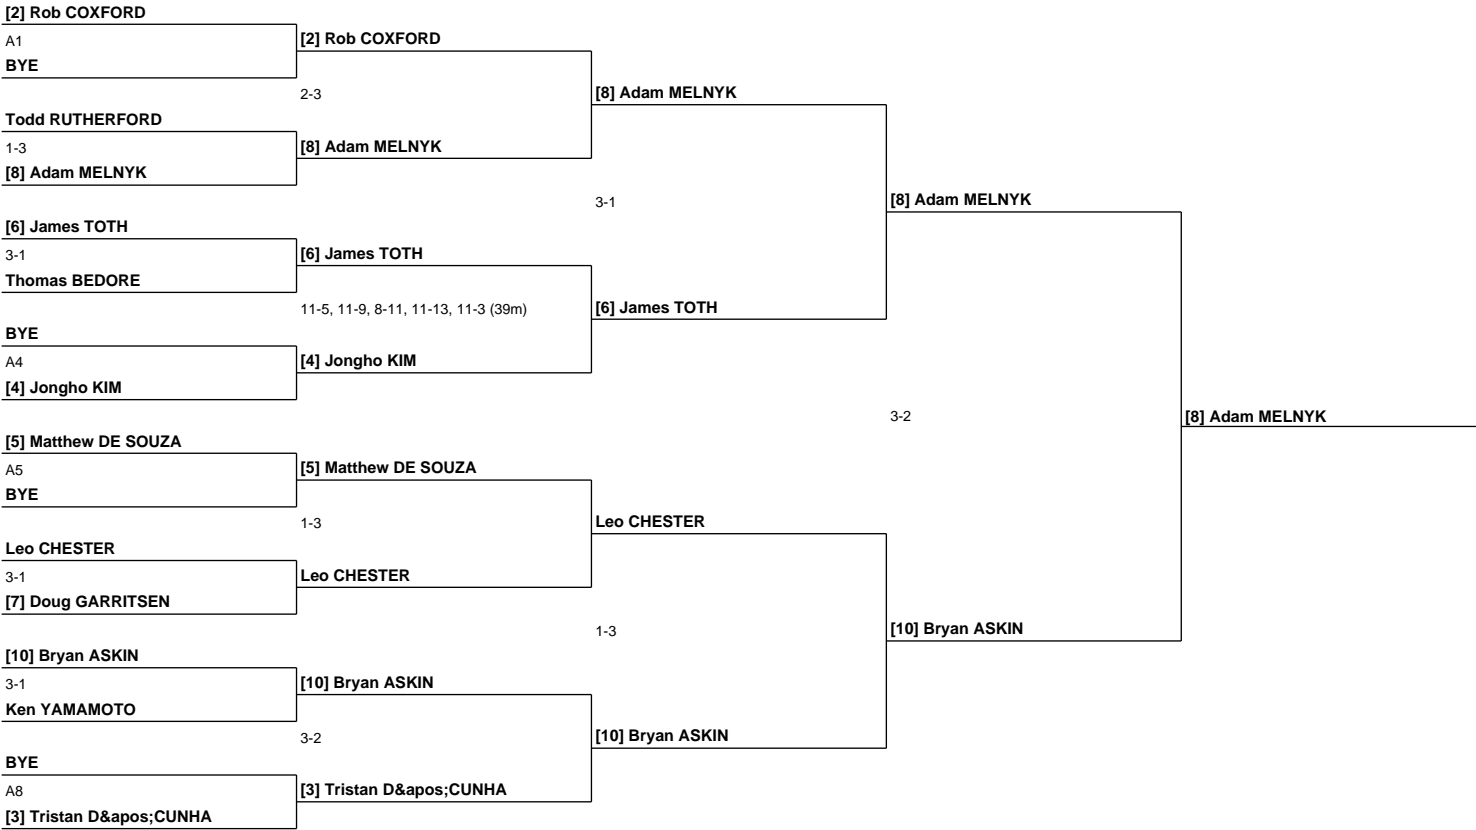 [2] Rob COXFORD
A1
BYE
Todd RUTHERFORD
1-3
[8] Adam MELNYK
[6] James TOTH
3-1
Thomas BEDORE
BYE
A4
[4] Jongho KIM
[5] Matthew DE SOUZA
A5
BYE
Leo CHESTER
3-1
[7] Doug GARRITSEN
[10] Bryan ASKIN
3-1
Ken YAMAMOTO
BYE
A8
[3] Tristan D&apos;CUNHA
[2] Rob COXFORD
2-3
[8] Adam MELNYK
[6] James TOTH
11-5, 11-9, 8-11, 11-13, 11-3 (39m)
[4] Jongho KIM
[5] Matthew DE SOUZA
1-3
Leo CHESTER
[10] Bryan ASKIN
3-2
[3] Tristan D&apos;CUNHA
[8] Adam MELNYK
3-1
[6] James TOTH
Leo CHESTER
1-3
[10] Bryan ASKIN
[8] Adam MELNYK
3-2
[10] Bryan ASKIN
[8] Adam MELNYK